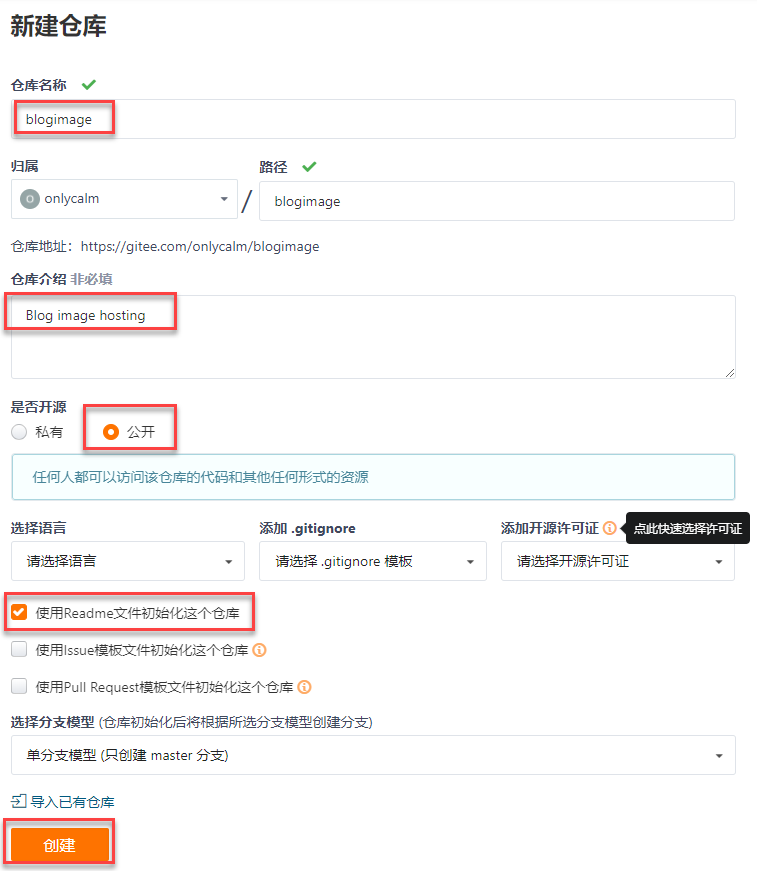 新建仓库
仓库名称
blogimage
归属
路径
onlycalm
/
blogimage
仓库地址：https://gitee.com/onlycalm/blogimage
仓库介绍 非必填
Blog image hosting
是否开源
私有
公开
任何人都可以访问该仓库的代码和其他任何形式的资源
选择语言
添加 .gitignore
添加开源许可证
点此快速选择许可证
请选择语言
请选择 .gitignore 模板
请选择开源许可证
使用Readme文件初始化这个仓库
使用Issue模板文件初始化这个仓库
使用Pull Request模板文件初始化这个仓库
选择分支模型 (仓库初始化后将根据所选分支模型创建分支)
单分支模型 (只创建 master 分支)
导入已有仓库
创建